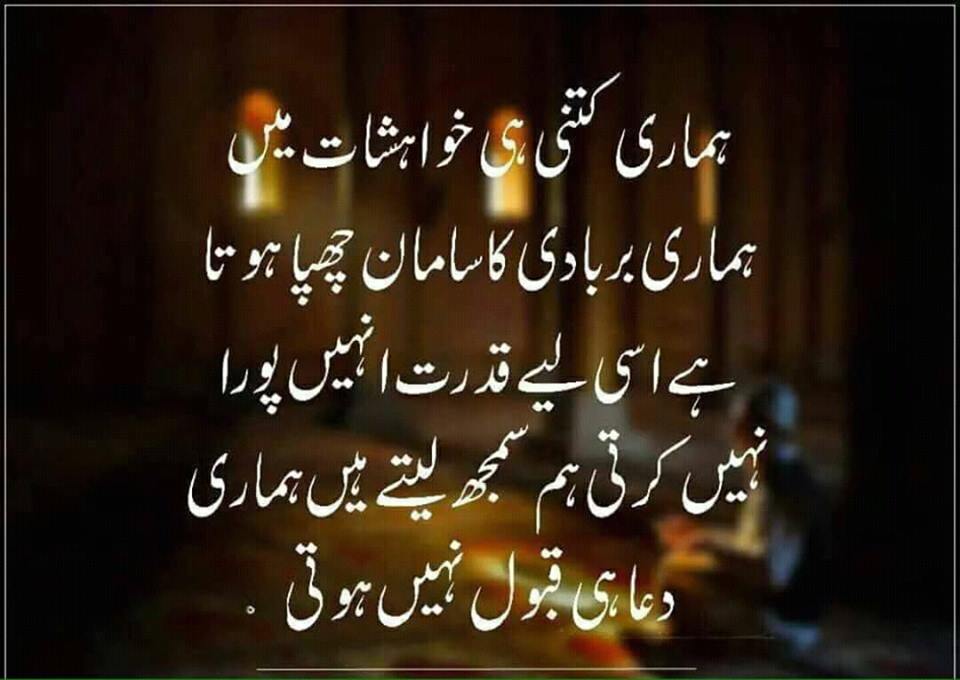 ہماری کتنی ہی خواہشات میں
ہماری بربادی کا سامان چھپا ہوتا
ہے اسی لیے قدرت انہیں پورا
نہیں کرتی ہم سمجھ لیتے ہیں ہماری
دعا ہی قبول نہیں ہوتی ۔